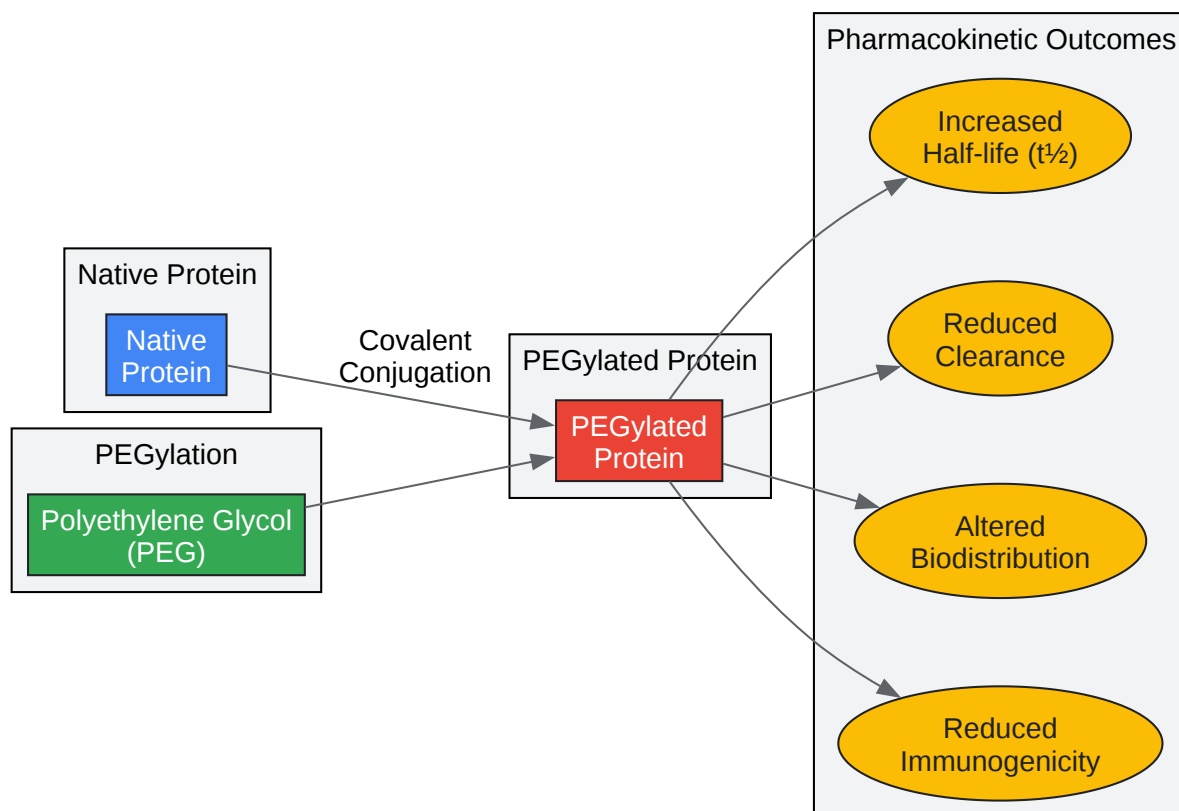 Native Protein
Native
Protein
PEGylation
Polyethylene Glycol
(PEG)
Covalent
Conjugation
PEGylated Protein
PEGylated
Protein
Pharmacokinetic Outcomes
Increased
Half-life (t½)
Reduced
Clearance
Altered
Biodistribution
Reduced
Immunogenicity